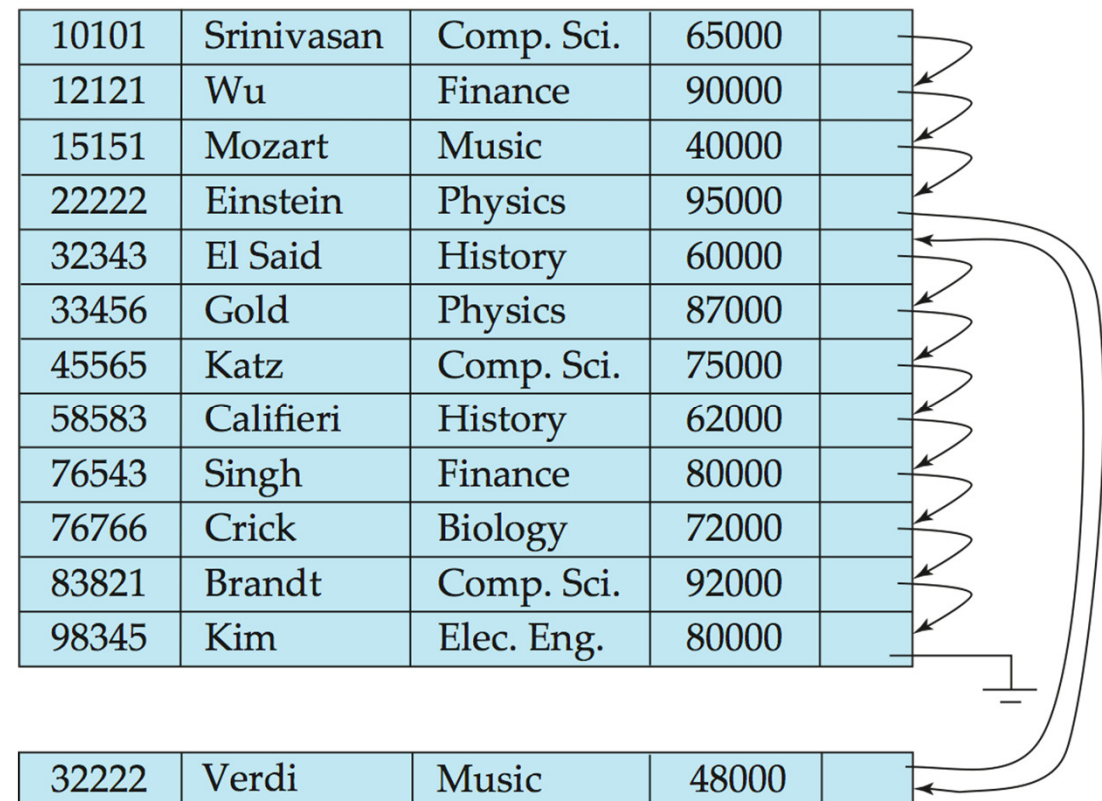 10101 Srinivasan Comp. Sci. 65000
12121 Wu Finance 90000
15151 Mozart Music 40000
22222 Einstein Physics 95000
32343 El Said History 60000
33456 Gold Physics 87000
45565 Katz Comp. Sci. 75000
58583 Califieri History 62000
76543 Singh Finance 80000
76766 Crick Biology 72000
83821 Brandt Comp. Sci. 92000
98345 Kim Elec. Eng. 80000
32222 Verdi Music 48000